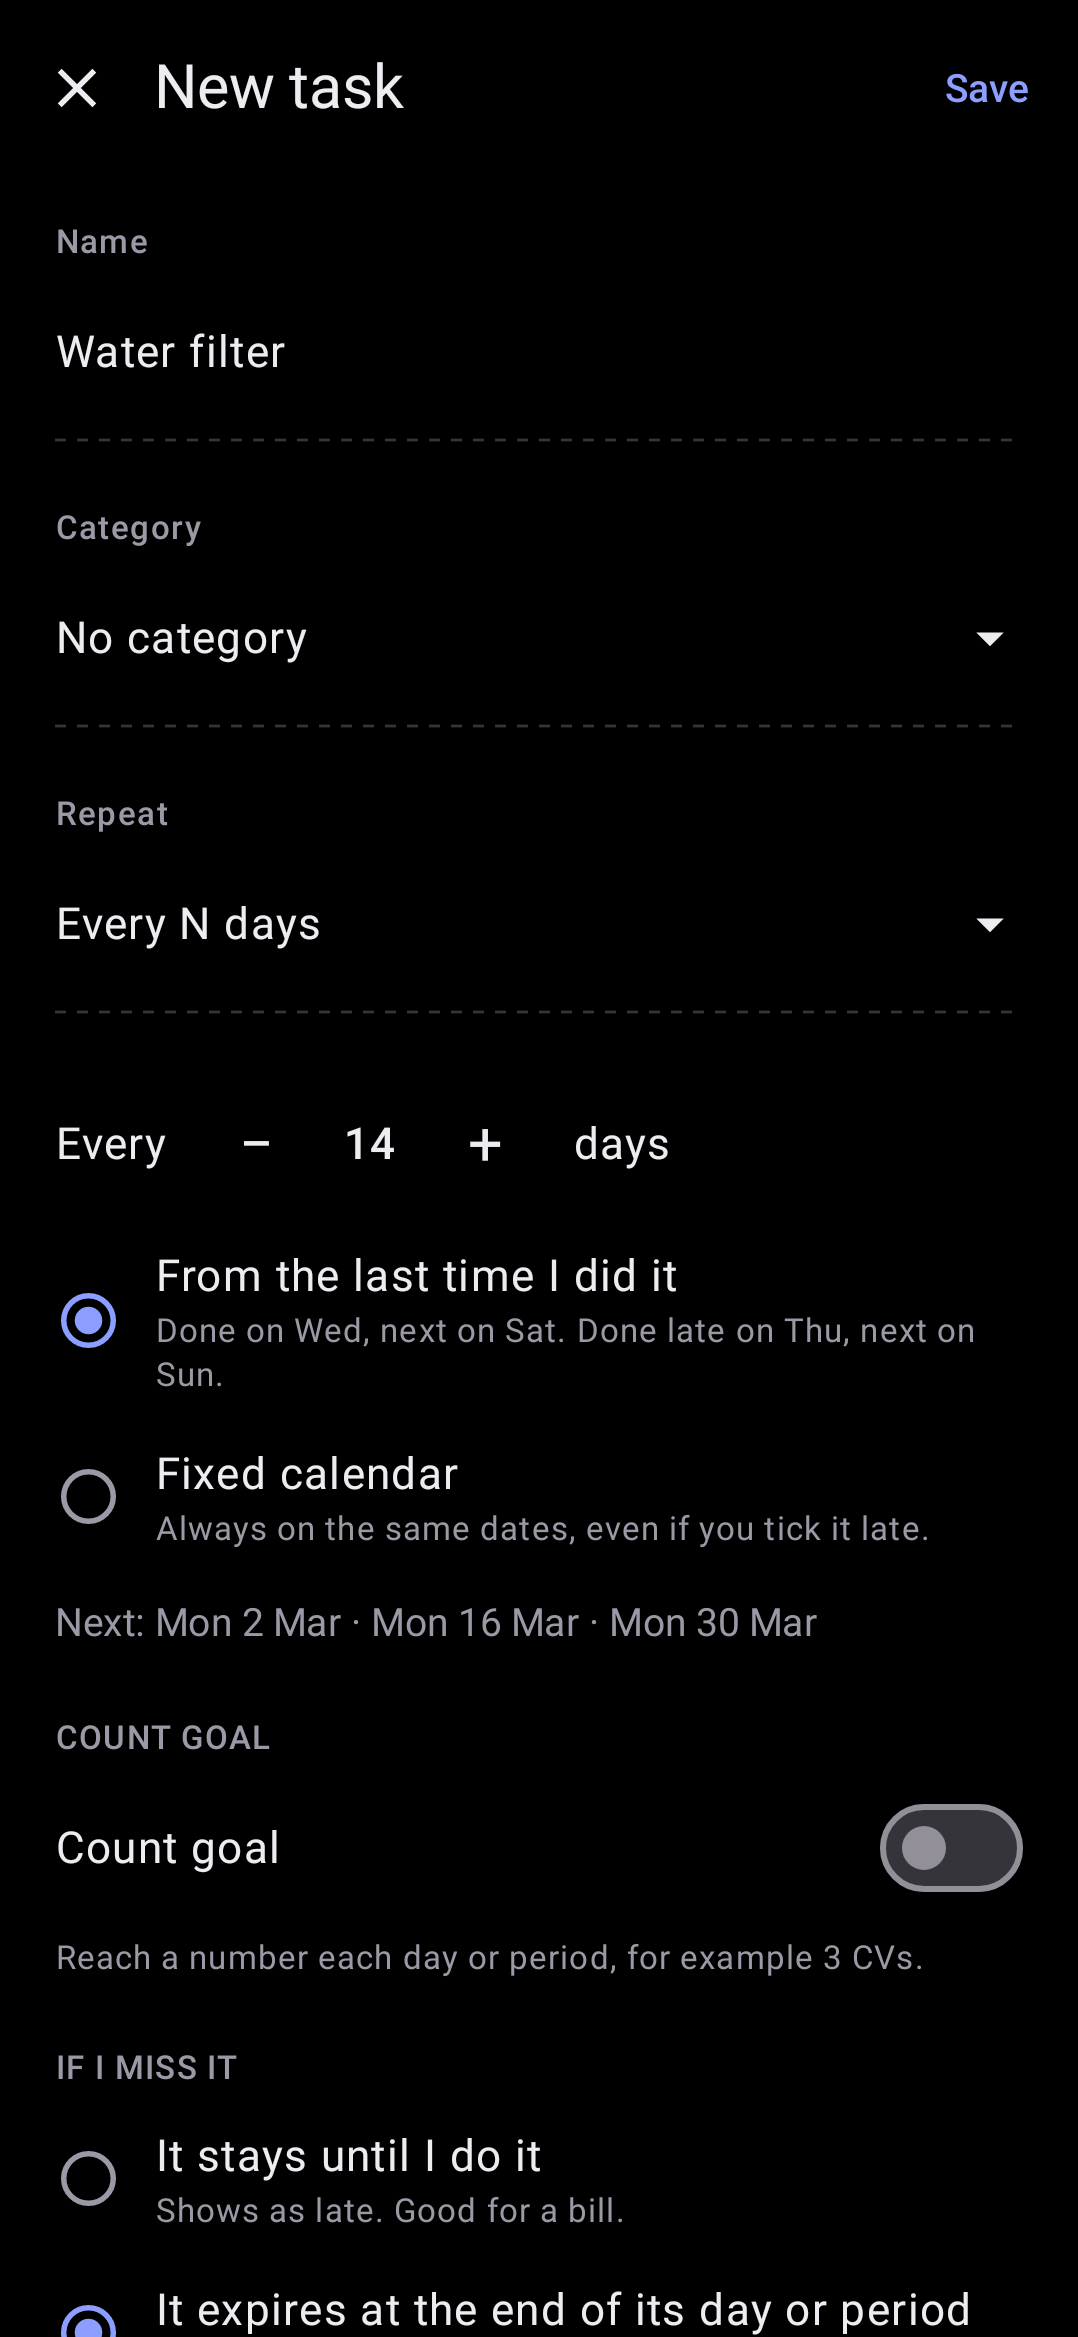 New task
Save
Name
Water filter
Category
No category
Repeat
Every N days
Every − 14 + days
From the last time I did it
Done on Wed, next on Sat. Done late on Thu, next on
Sun.
Fixed calendar
Always on the same dates, even if you tick it late.
Next: Mon 2 Mar · Mon 16 Mar · Mon 30 Mar
COUNT GOAL
Count goal
Reach a number each day or period, for example 3 CVs.
IF I MISS IT
It stays until I do it
Shows as late. Good for a bill.
It expires at the end of its day or period